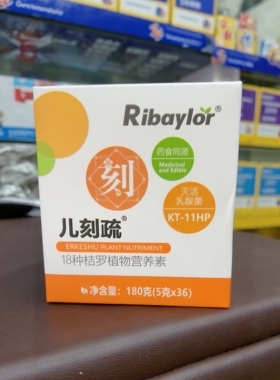 Ribaylor®
药食同源
Medicinal and
Edible
刻
灭活
乳酸菌
KT-11HP
儿刻疏®
ERKESHU PLANT NUTRIMENT
18种桔罗植物营养素
净含量：180克(5克x36)